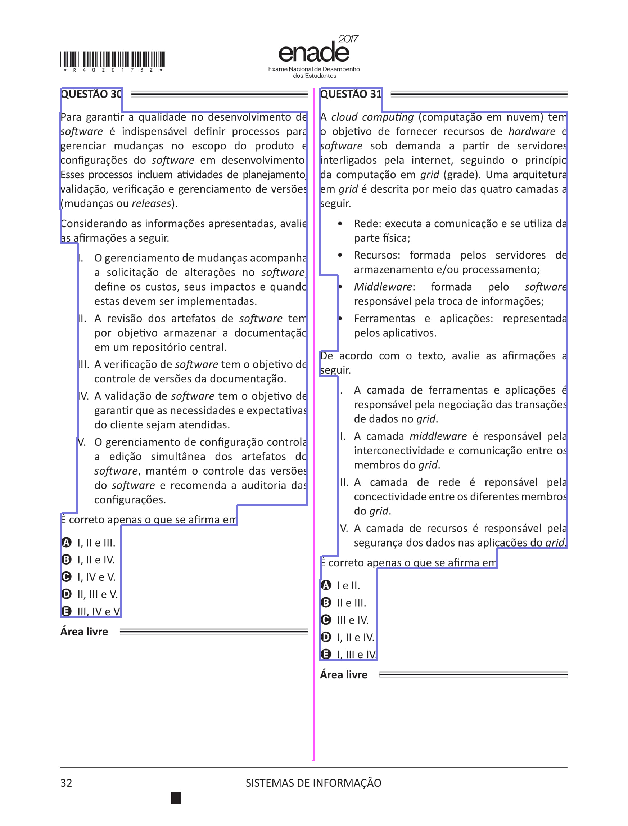 *R4020173 2*
enade
2017
Exame Nacional de Desempenho
dos Estudantes
QUESTÃO 30
Para garantir a qualidade no desenvolvimento de
software é indispensável definir processos para
gerenciar mudanças no escopo do produto e
configurações do software em desenvolvimento.
Esses processos incluem atividades de planejamento,
validação, verificação e gerenciamento de versões
(mudanças ou releases).
Considerando as informações apresentadas, avalie
as afirmações a seguir.
I. O gerenciamento de mudanças acompanha
a solicitação de alterações no software,
define os custos, seus impactos e quando
estas devem ser implementadas.
II. A revisão dos artefatos de software tem
por objetivo armazenar a documentação
em um repositório central.
III. A verificação de software tem o objetivo de
controle de versões da documentação.
IV. A validação de software tem o objetivo de
garantir que as necessidades e expectativas
do cliente sejam atendidas.
V. O gerenciamento de configuração controla
a edição simultânea dos artefatos do
software, mantém o controle das versões
do software e recomenda a auditoria das
configurações.
É correto apenas o que se afirma em
A I, II e III.
B I, II e IV.
C I, IV e V.
D II, III e V.
E III, IV e V.
Área livre
QUESTÃO 31
A cloud computing (computação em nuvem) tem
o objetivo de fornecer recursos de hardware e
software sob demanda a partir de servidores
interligados pela internet, seguindo o princípio
da computação em grid (grade). Uma arquitetura
em grid é descrita por meio das quatro camadas a
seguir.
• Rede: executa a comunicação e se utiliza da
parte física;
• Recursos: formada pelos servidores de
armazenamento e/ou processamento;
• Middleware: formada pelo software
responsável pela troca de informações;
• Ferramentas e aplicações: representada
pelos aplicativos.
De acordo com o texto, avalie as afirmações a
seguir.
I. A camada de ferramentas e aplicações é
responsável pela negociação das transações
de dados no grid.
II. A camada middleware é responsável pela
interconectividade e comunicação entre os
membros do grid.
III. A camada de rede é reponsável pela
concectividade entre os diferentes membros
do grid.
IV. A camada de recursos é responsável pela
segurança dos dados nas aplicações do grid.
É correto apenas o que se afirma em
A I e II.
B II e III.
C III e IV.
D I, II e IV.
E I, III e IV.
Área livre
32
SISTEMAS DE INFORMAÇÃO